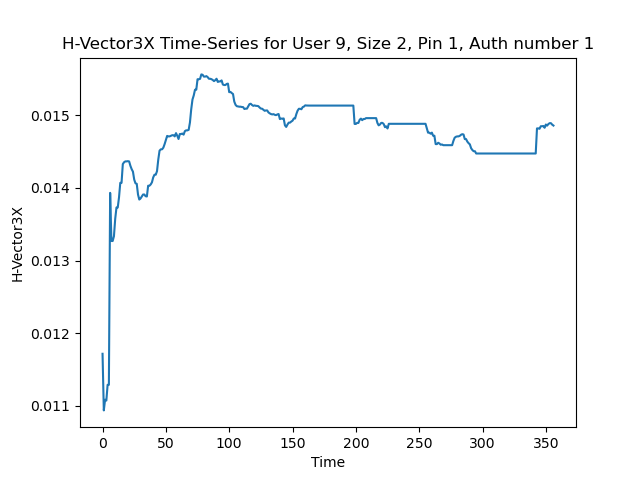 H-Vector3X Time-Series for User 9, Size 2, Pin 1, Auth number 1
0.015
0.014
0.013
0.012
0.011
H-Vector3X
0 50 100 150 200 250 300 350
Time